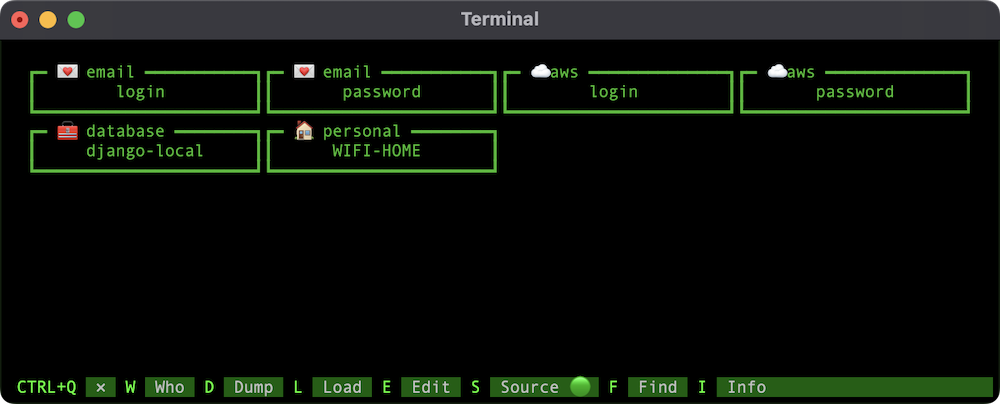 Terminal
💌 email 💌 email ☁️aws ☁️aws
login password login password
🧰 database 🏠 personal
django-local WIFI-HOME
CTRL+Q × W Who D Dump L Load E Edit S Source 🟢 F Find I Info